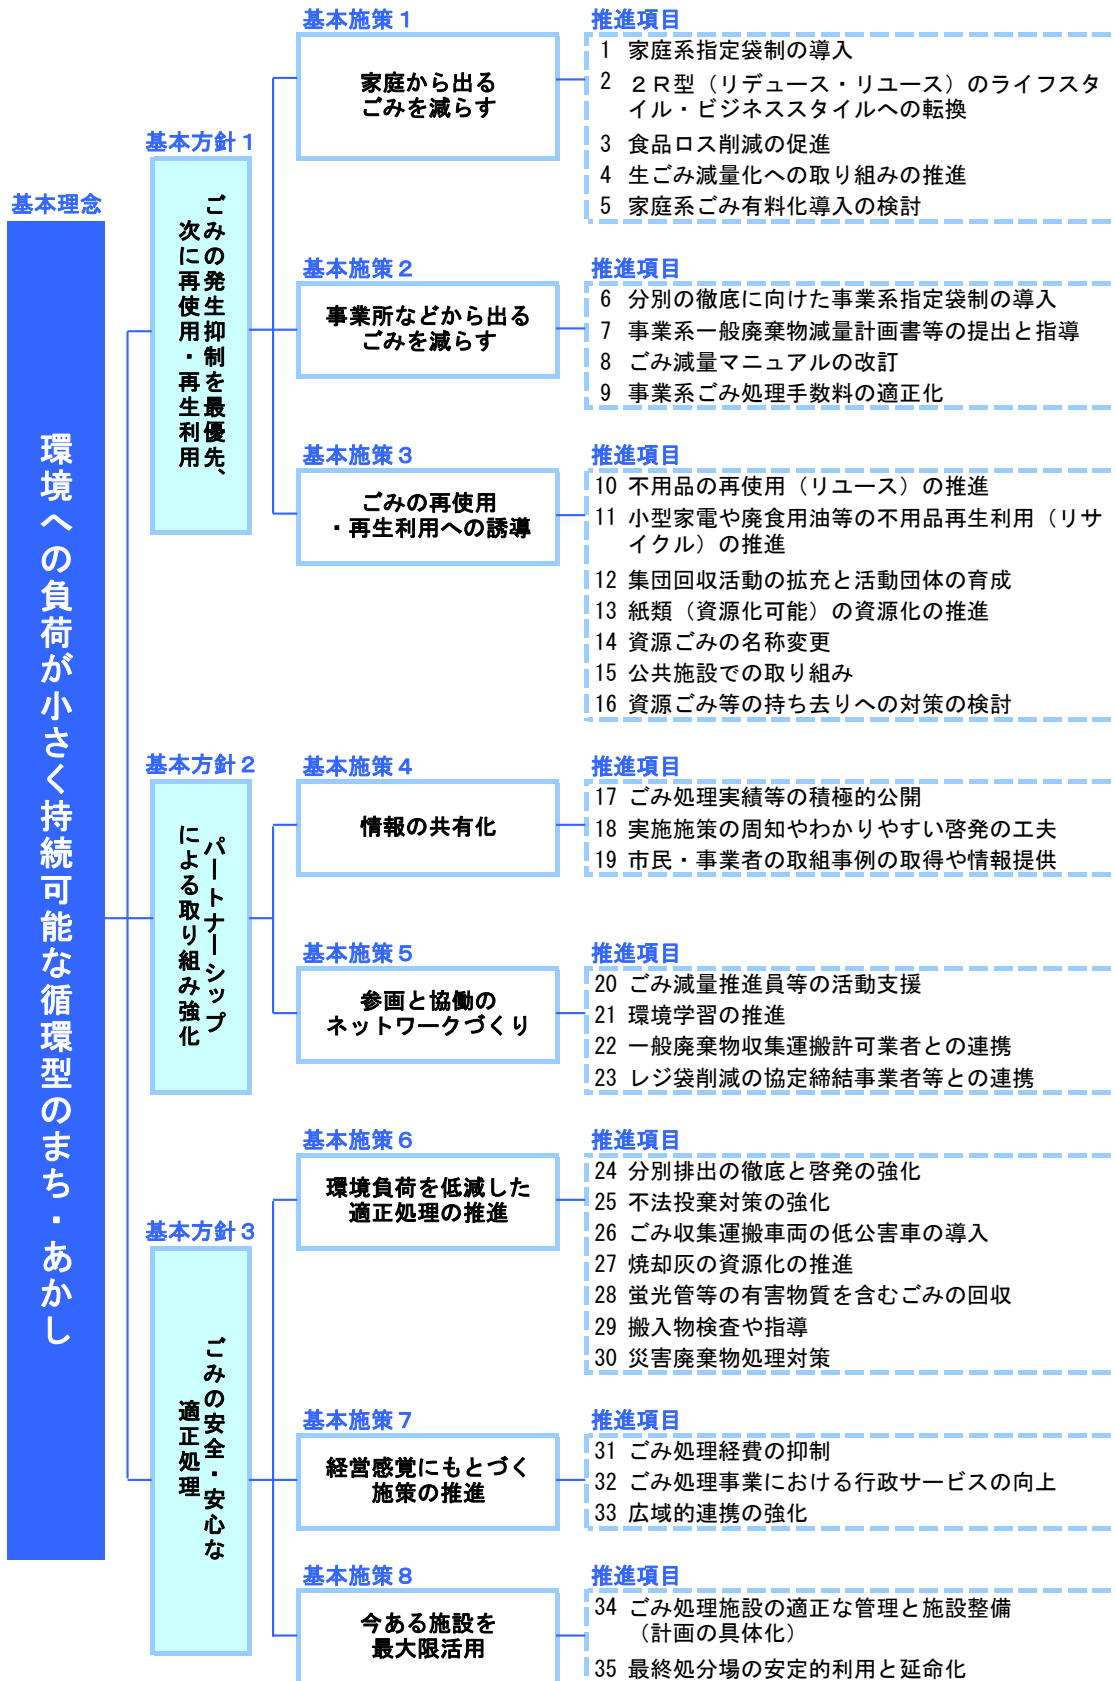 基本理念
環境への負荷が小さく持続可能な循環型のまち・あかし
基本方針１
ごみの発生抑制を最優先、
次に再使用・再生利用
基本施策１
家庭から出る
ごみを減らす
推進項目
1 家庭系指定袋制の導入
2 ２Ｒ型（リデュース・リユース）のライフスタ
イル・ビジネススタイルへの転換
3 食品ロス削減の促進
4 生ごみ減量化への取り組みの推進
5 家庭系ごみ有料化導入の検討
基本施策２
事業所などから出る
ごみを減らす
推進項目
6 分別の徹底に向けた事業系指定袋制の導入
7 事業系一般廃棄物減量計画書等の提出と指導
8 ごみ減量マニュアルの改訂
9 事業系ごみ処理手数料の適正化
基本施策３
ごみの再使用
・再生利用への誘導
推進項目
10 不用品の再使用（リユース）の推進
11 小型家電や廃食用油等の不用品再生利用（リサ
イクル）の推進
12 集団回収活動の拡充と活動団体の育成
13 紙類（資源化可能）の資源化の推進
14 資源ごみの名称変更
15 公共施設での取り組み
16 資源ごみ等の持ち去りへの対策の検討
基本方針２
パートナーシップ
による取り組み強化
基本施策４
情報の共有化
推進項目
17 ごみ処理実績等の積極的公開
18 実施施策の周知やわかりやすい啓発の工夫
19 市民・事業者の取組事例の取得や情報提供
基本施策５
参画と協働の
ネットワークづくり
推進項目
20 ごみ減量推進員等の活動支援
21 環境学習の推進
22 一般廃棄物収集運搬許可業者との連携
23 レジ袋削減の協定締結事業者等との連携
基本方針３
ごみの安全・安心な
適正処理
基本施策６
環境負荷を低減した
適正処理の推進
推進項目
24 分別排出の徹底と啓発の強化
25 不法投棄対策の強化
26 ごみ収集運搬車両の低公害車の導入
27 焼却灰の資源化の推進
28 蛍光管等の有害物質を含むごみの回収
29 搬入物検査や指導
30 災害廃棄物処理対策
基本施策７
経営感覚にもとづく
施策の推進
推進項目
31 ごみ処理経費の抑制
32 ごみ処理事業における行政サービスの向上
33 広域的連携の強化
基本施策８
今ある施設を
最大限活用
推進項目
34 ごみ処理施設の適正な管理と施設整備
（計画の具体化）
35 最終処分場の安定的利用と延命化